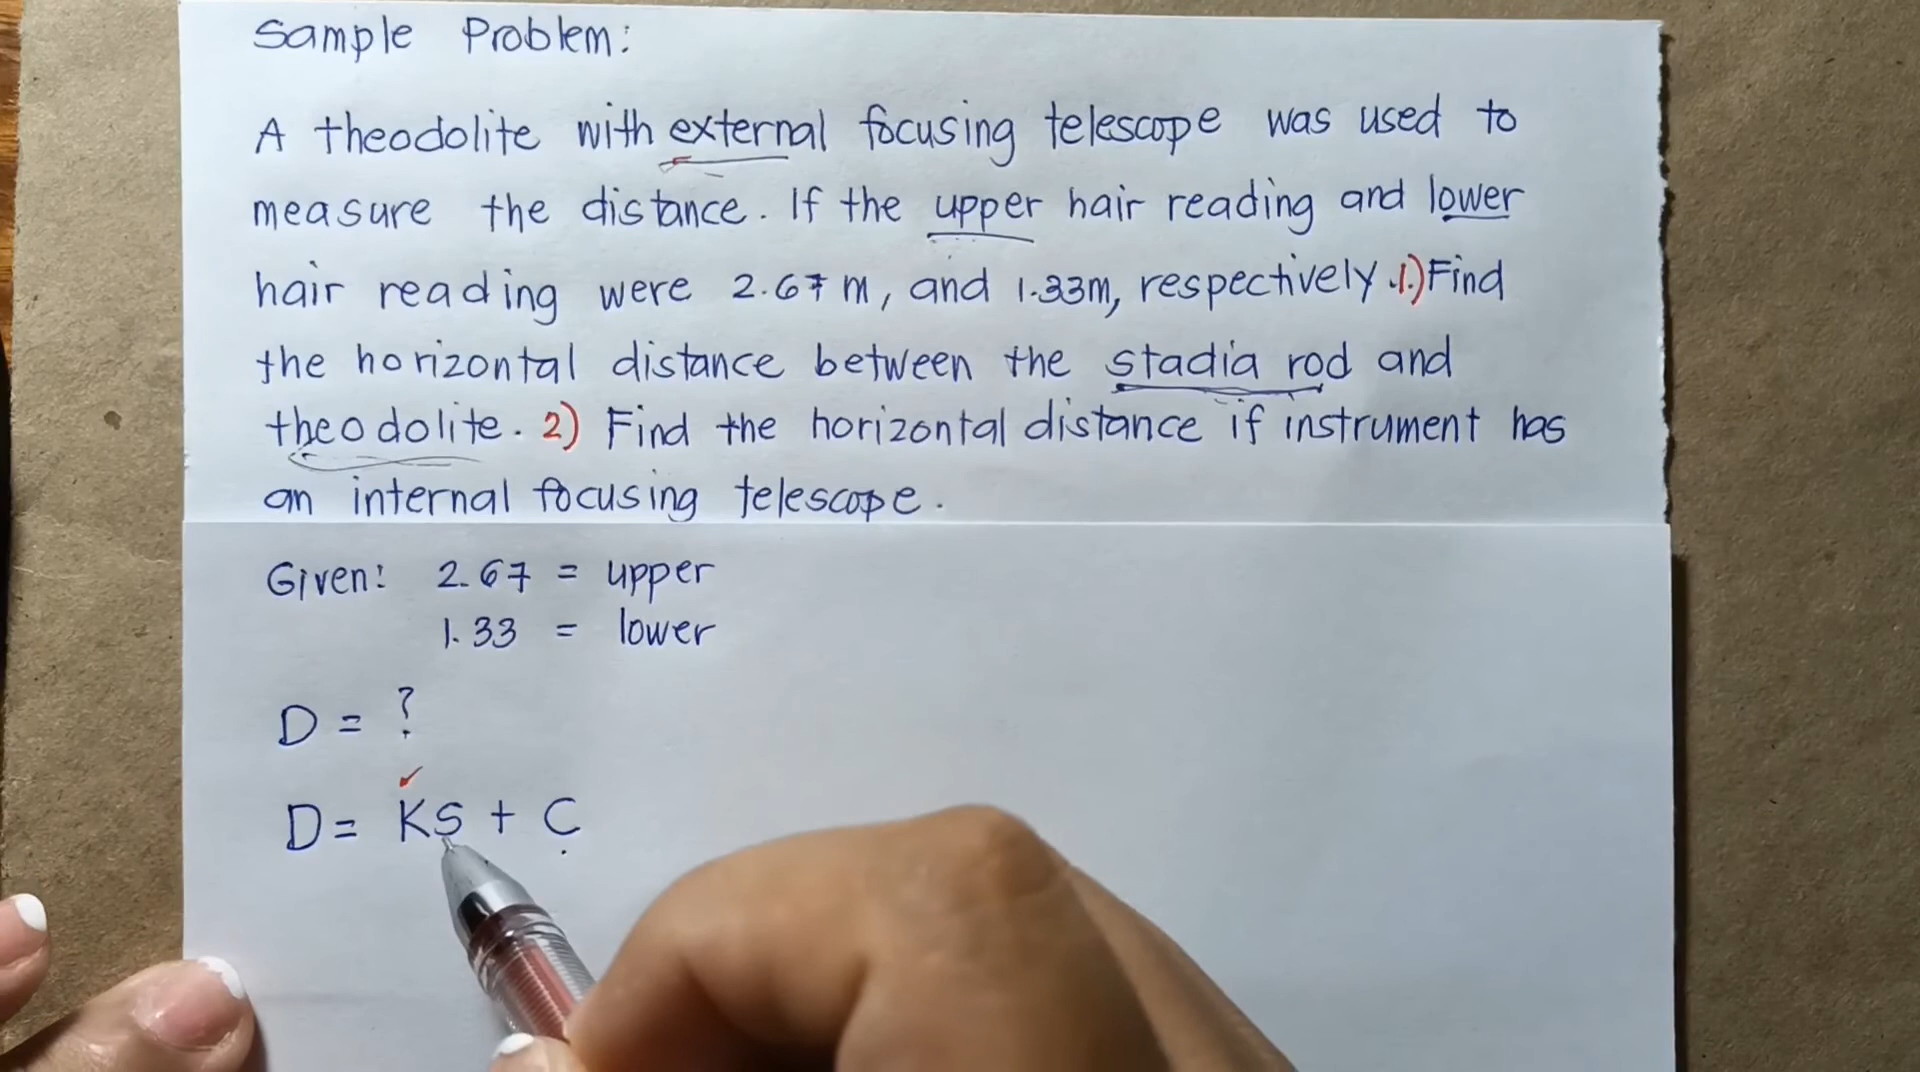 Sample Problem:
A theodolite with external focusing telescope was used to
measure the distance. If the upper hair reading and lower
hair reading were 2.67 m, and 1.33m, respectively. 1.) Find
the horizontal distance between the stadia rod and
theodolite. 2) Find the horizontal distance if instrument has
an internal focusing telescope.
Given: 2.67 = upper
1.33 = lower
D = ?
D = KS + C